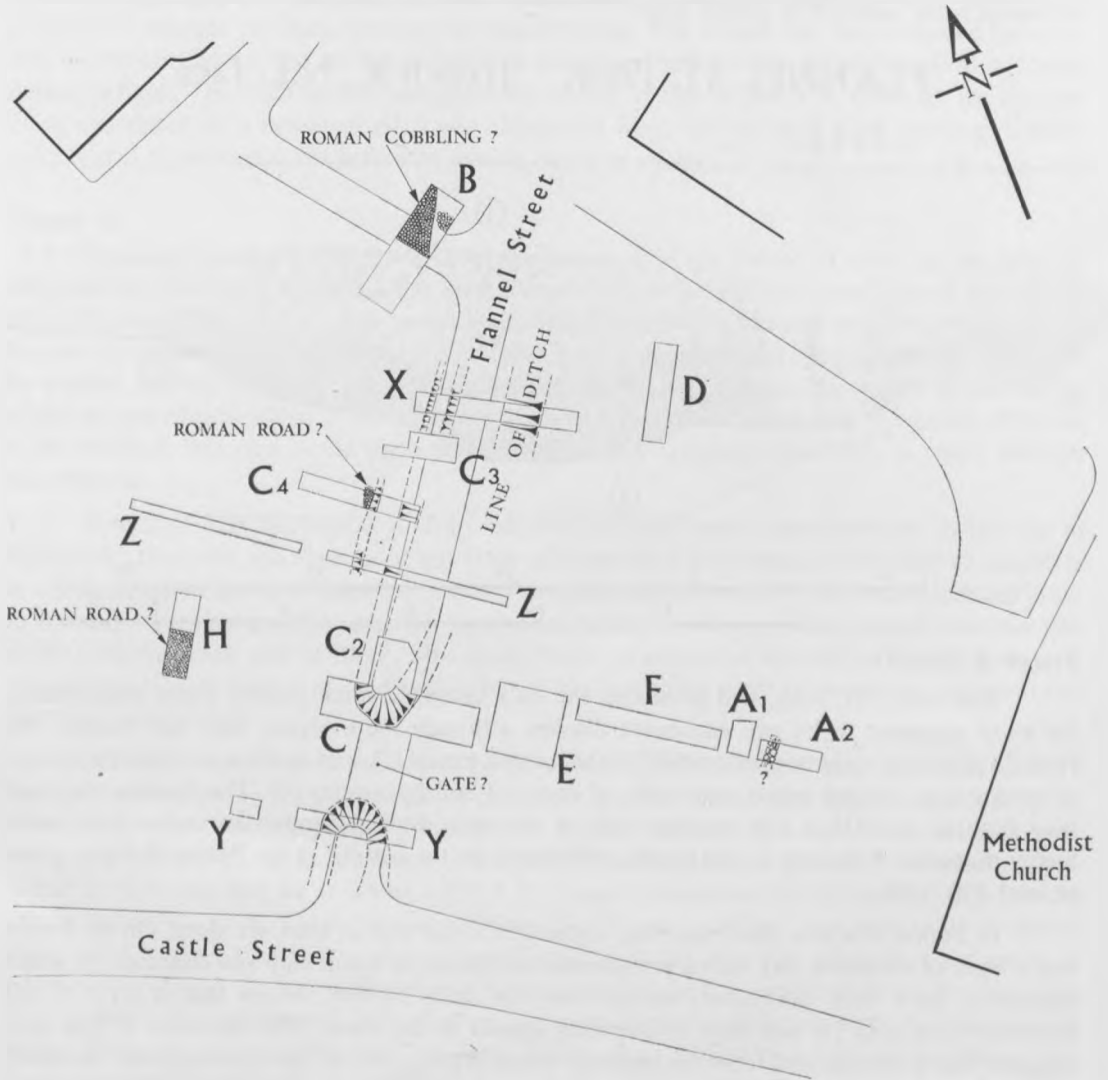 N
ROMAN COBBLING ?
B
Flannel Street
LINE OF DITCH
X
D
ROMAN ROAD ?
C3
C4
Z
Z
ROMAN ROAD ?
H
C2
F
A1
A2
?
C
E
GATE ?
Y
Y
Methodist
Church
Castle Street